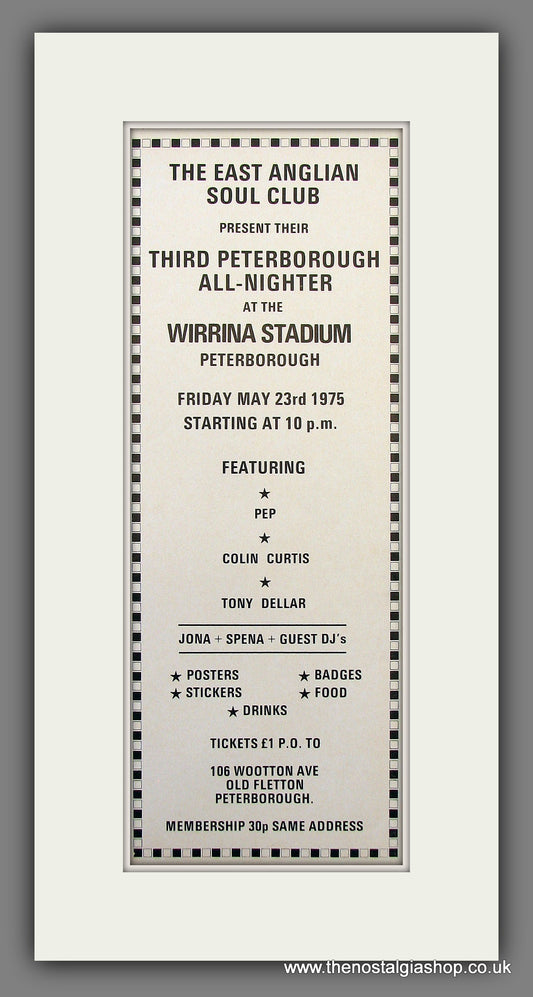 THE EAST ANGLIAN
SOUL CLUB
PRESENT THEIR
THIRD PETERBOROUGH
ALL-NIGHTER
AT THE
WIRRINA STADIUM
PETERBOROUGH
FRIDAY MAY 23rd 1975
STARTING AT 10 p.m.
FEATURING
★
PEP
★
COLIN CURTIS
★
TONY DELLAR
JONA + SPENA + GUEST DJ's
★ POSTERS ★ BADGES
★ STICKERS ★ FOOD
★ DRINKS
TICKETS £1 P.O. TO
106 WOOTTON AVE
OLD FLETTON
PETERBOROUGH.
MEMBERSHIP 30p SAME ADDRESS
www.thenostalgiashop.co.uk